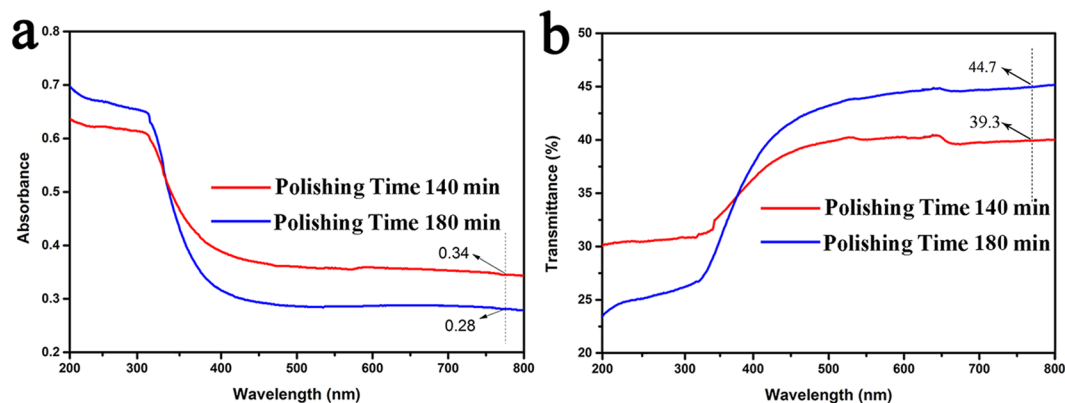 a
0.8
0.7
0.6
0.5
0.4
0.3
0.2
Absorbance
Polishing Time 140 min
Polishing Time 180 min
0.34
0.28
200 300 400 500 600 700 800
Wavelength (nm)
b
50
45
40
35
30
25
20
Transmittance (%)
44.7
39.3
Polishing Time 140 min
Polishing Time 180 min
200 300 400 500 600 700 800
Wavelength (nm)